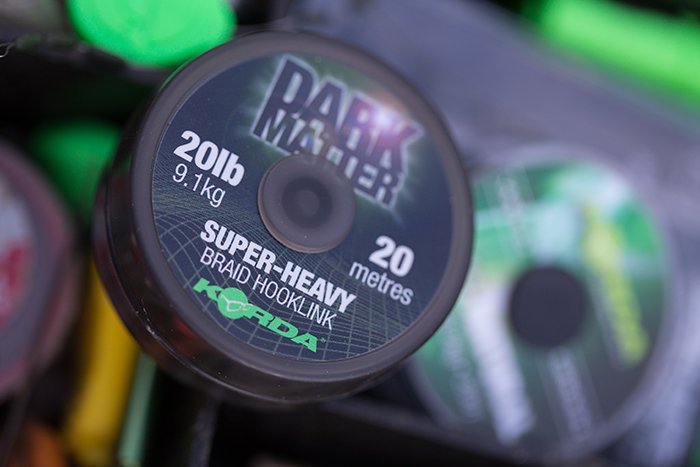 DARK
MATTER
20lb
9.1kg
20
metres
SUPER-HEAVY
BRAID HOOKLINK
KORDA